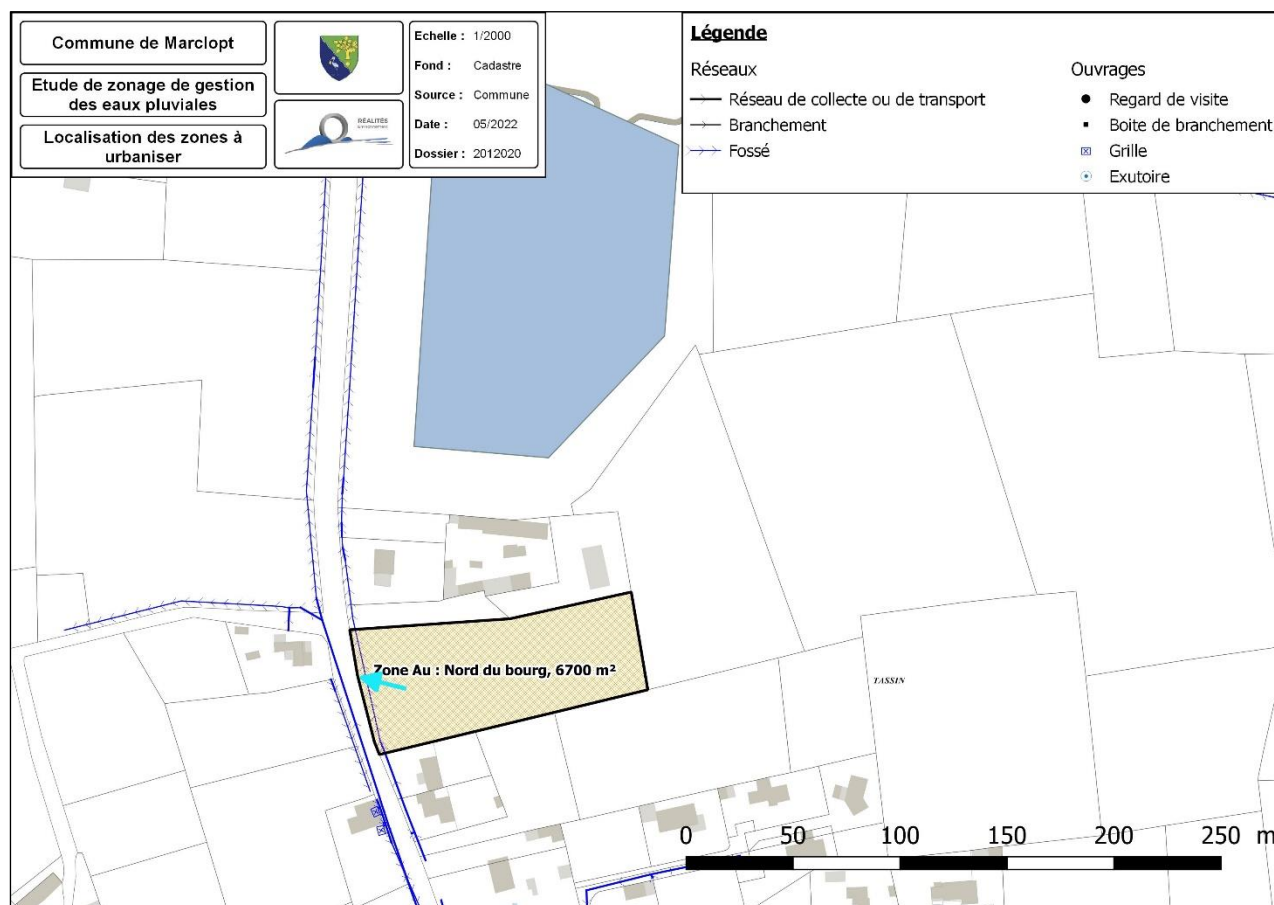 Commune de Marclopt
Etude de zonage de gestion
des eaux pluviales
Localisation des zones à
urbaniser
RÉALITÉS
Echelle : 1/2000
Fond : Cadastre
Source : Commune
Date : 05/2022
Dossier : 2012020
Légende
Réseaux
Réseau de collecte ou de transport
Branchement
Fossé
Ouvrages
Regard de visite
Boite de branchement
Grille
Exutoire
Zone Au : Nord du bourg, 6700 m²
TASSIN
0 50 100 150 200 250 m